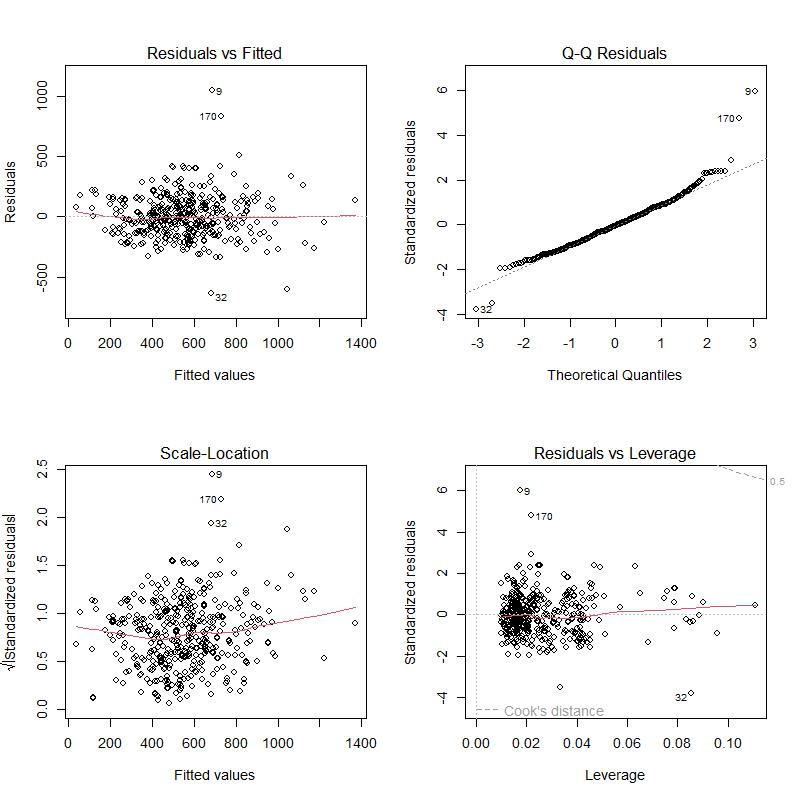 Residuals vs Fitted
Residuals
1000
500
0
-500
9
170
32
0 200 400 600 800 1000 1400
Fitted values
Q-Q Residuals
Standardized residuals
6
4
2
0
-2
-4
9
170
32
-3 -2 -1 0 1 2 3
Theoretical Quantiles
Scale-Location
√|Standardized residuals|
2.5
2.0
1.5
1.0
0.5
0.0
9
170
32
0 200 400 600 800 1000 1400
Fitted values
Residuals vs Leverage
Standardized residuals
6
4
2
0
-2
-4
0.5
9
170
32
Cook's distance
0.00 0.02 0.04 0.06 0.08 0.10
Leverage